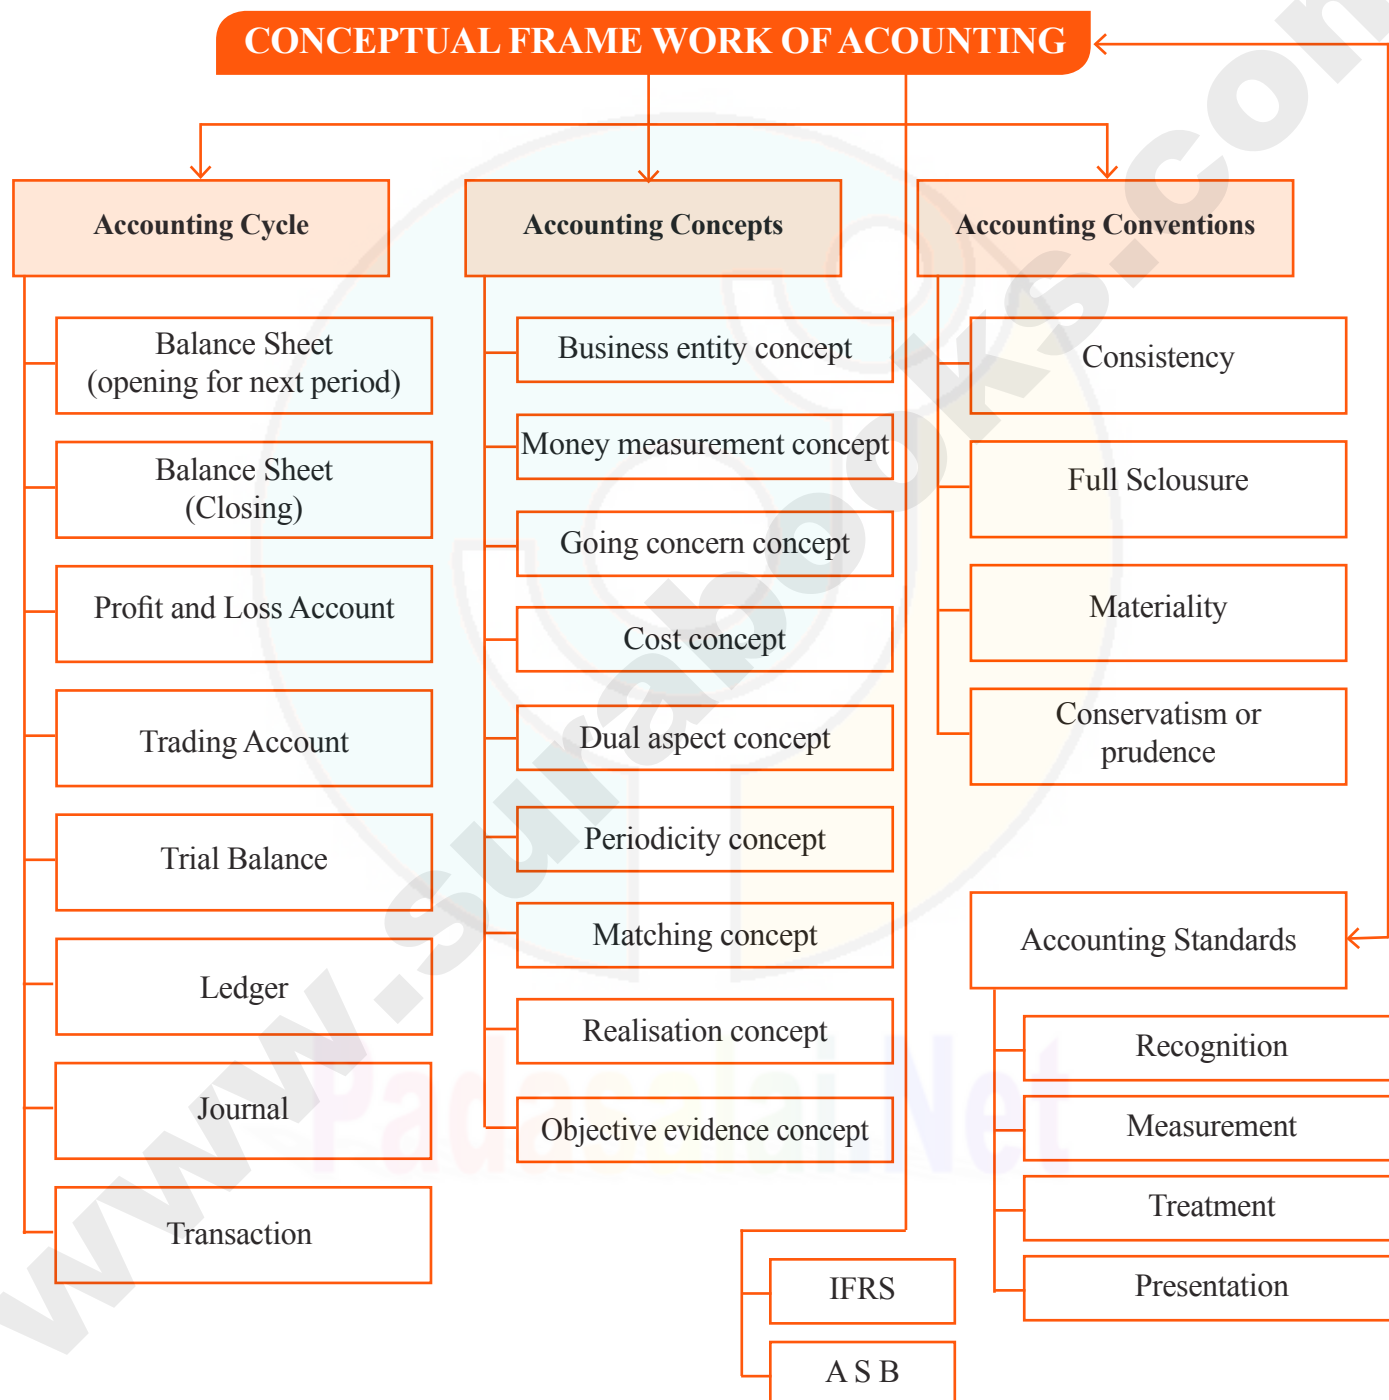 CONCEPTUAL FRAME WORK OF ACOUNTING
Accounting Cycle
Balance Sheet
(opening for next period)
Balance Sheet
(Closing)
Profit and Loss Account
Trading Account
Trial Balance
Ledger
Journal
Transaction
Accounting Concepts
Business entity concept
Money measurement concept
Going concern concept
Cost concept
Dual aspect concept
Periodicity concept
Matching concept
Realisation concept
Objective evidence concept
Accounting Conventions
Consistency
Full Sclousure
Materiality
Conservatism or
prudence
Accounting Standards
Recognition
Measurement
Treatment
Presentation
IFRS
A S B
www.surabooks.com
Padasalai.Net